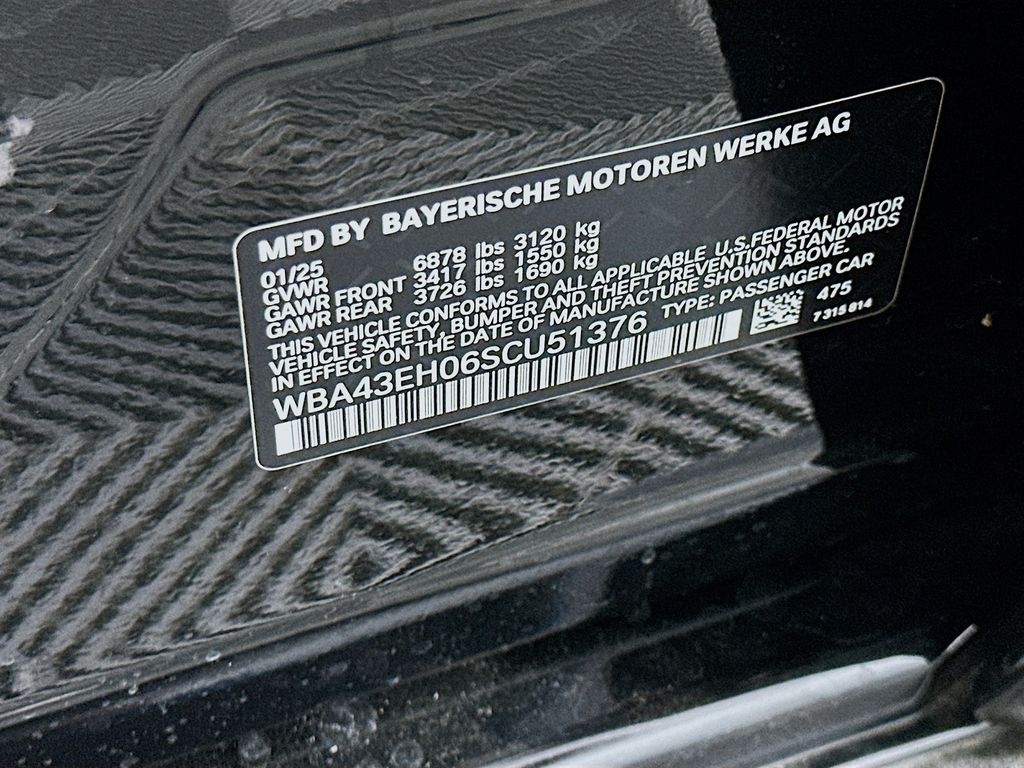 MFD BY BAYERISCHE MOTOREN WERKE AG
01/25
GVWR 6878 lbs 3120 kg
GAWR FRONT 3417 lbs 1550 kg
GAWR REAR 3726 lbs 1690 kg
THIS VEHICLE CONFORMS TO ALL APPLICABLE U.S.FEDERAL MOTOR
VEHICLE SAFETY, BUMPER AND THEFT PREVENTION STANDARDS
IN EFFECT ON THE DATE OF MANUFACTURE SHOWN ABOVE.
WBA43EH06SCU51376 TYPE: PASSENGER CAR
475
7 315 814